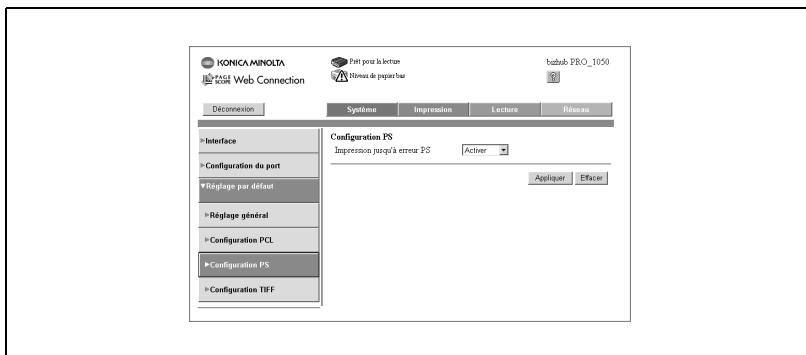 KONICA MINOLTA
PAGE SCOPE Web Connection
Prêt pour la lecture
Niveau de papier bas
bizhub PRO_1050
?
Déconnexion
Système
Impression
Lecture
Réseau
Interface
Configuration du port
Réglage par défaut
Réglage général
Configuration PCL
Configuration PS
Configuration TIFF
Configuration PS
Impression jusqu'à erreur PS
Activer
Appliquer
Effacer